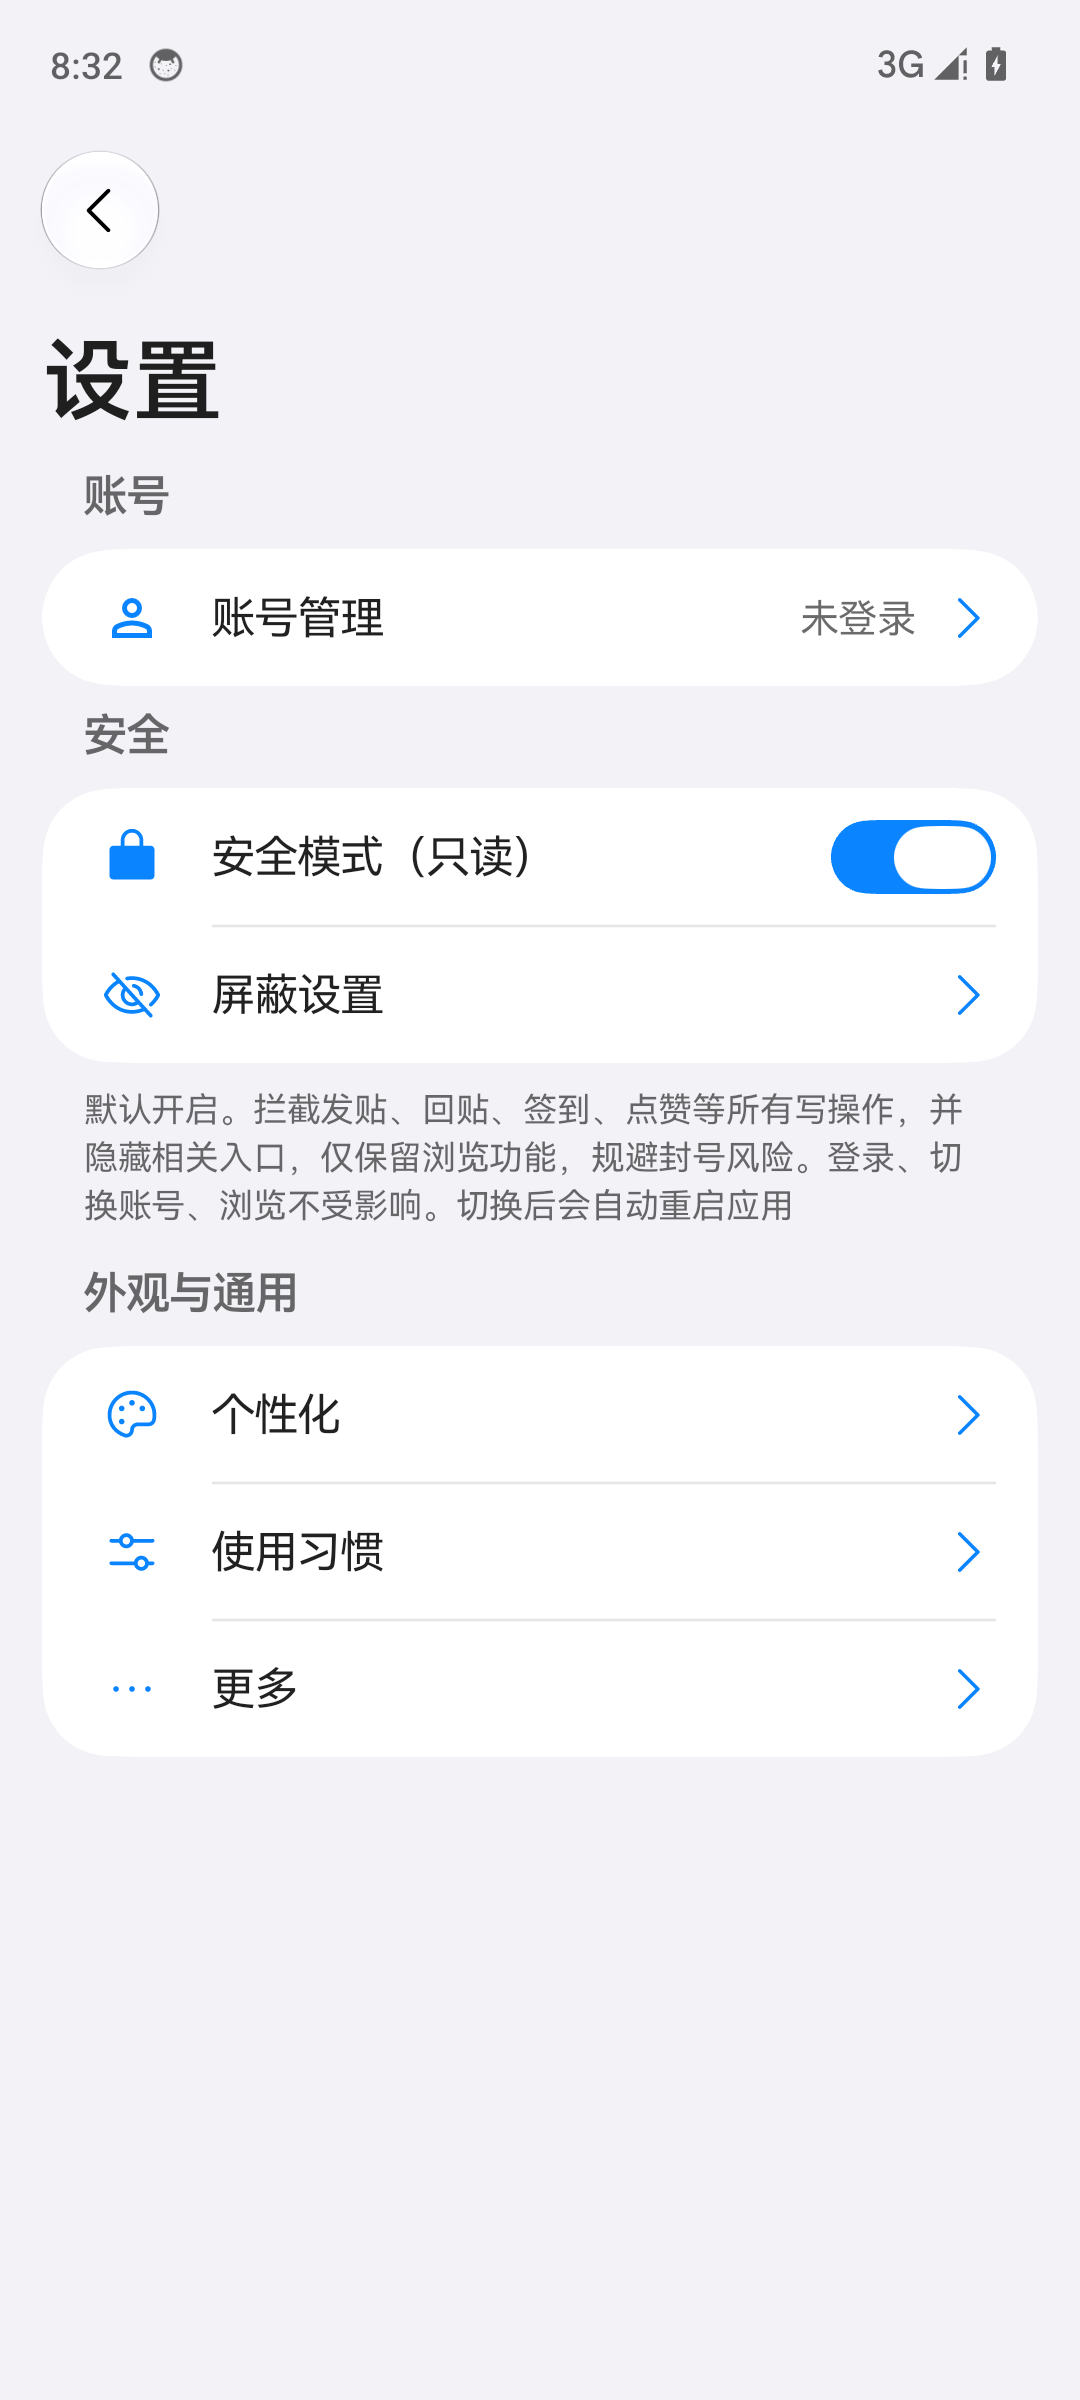 8:32
3G
设置
账号
账号管理
未登录
安全
安全模式（只读）
屏蔽设置
默认开启。拦截发贴、回贴、签到、点赞等所有写操作，并
隐藏相关入口，仅保留浏览功能，规避封号风险。登录、切
换账号、浏览不受影响。切换后会自动重启应用
外观与通用
个性化
使用习惯
更多